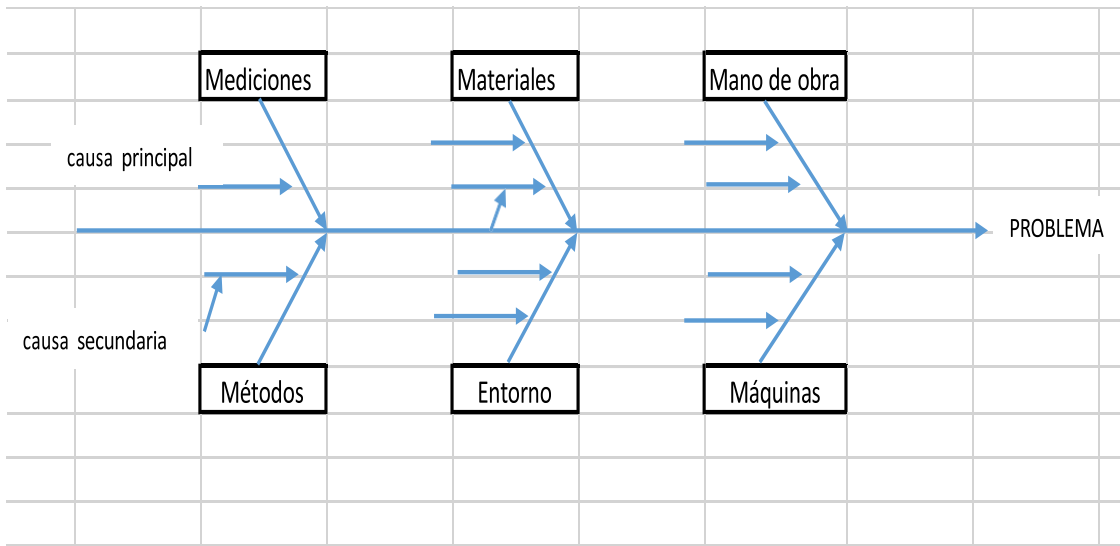 Mediciones
Materiales
Mano de obra
causa principal
PROBLEMA
causa secundaria
Métodos
Entorno
Máquinas